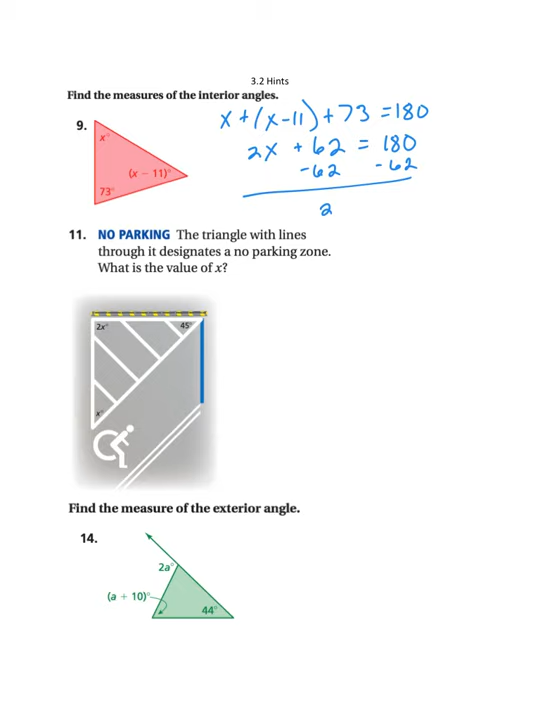 3.2 Hints
Find the measures of the interior angles.
x + (x - 11) + 73 = 180
9.
x°
2x + 62 = 180
(x − 11)°
-62 -62
73°
2
11. NO PARKING The triangle with lines
through it designates a no parking zone.
What is the value of x?
2x° 45°
x°
Find the measure of the exterior angle.
14.
2a°
(a + 10)°
44°